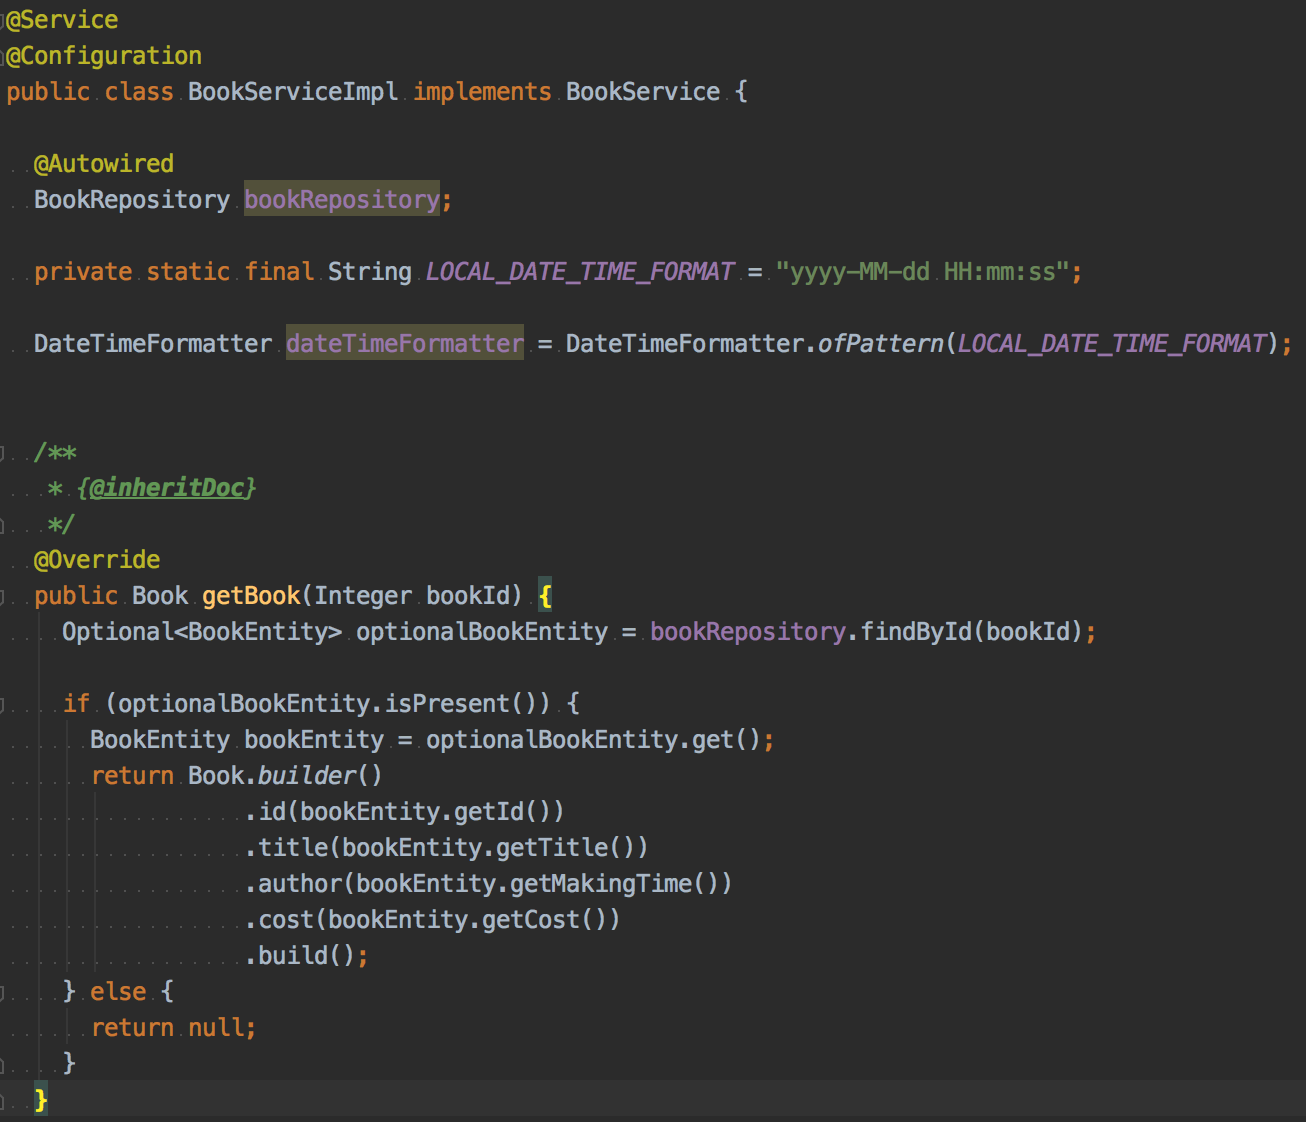 @Service
@Configuration
public class BookServiceImpl implements BookService {
@Autowired
BookRepository bookRepository;
private static final String LOCAL_DATE_TIME_FORMAT = "yyyy-MM-dd HH:mm:ss";
DateTimeFormatter dateTimeFormatter = DateTimeFormatter.ofPattern(LOCAL_DATE_TIME_FORMAT);
/**
* {@inheritDoc}
*/
@Override
public Book getBook(Integer bookId) {
Optional<BookEntity> optionalBookEntity = bookRepository.findById(bookId);
if (optionalBookEntity.isPresent()) {
BookEntity bookEntity = optionalBookEntity.get();
return Book.builder()
.id(bookEntity.getId())
.title(bookEntity.getTitle())
.author(bookEntity.getMakingTime())
.cost(bookEntity.getCost())
.build();
} else {
return null;
}
}